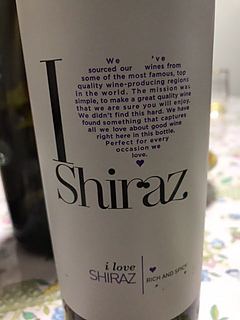 I
We 've
sourced our wines from
some of the most famous, top
quality wine-producing regions
in the world. The mission was
simple, to make a great quality wine
that we are sure you will enjoy.
We didn't find this hard. We have
found something that captures
all we love about good wine
right here in this bottle.
Perfect for every
occasion we
love.
Shiraz
i love
SHIRAZ
RICH AND SPICY